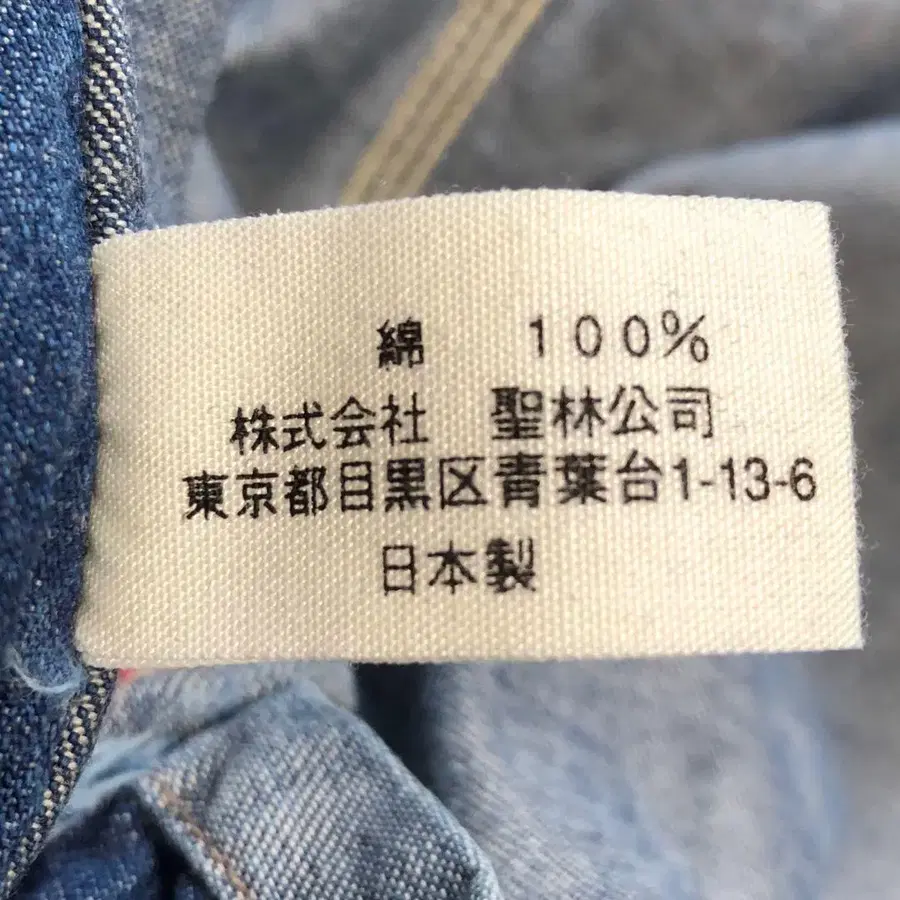 綿　100%
株式会社　聖林公司
東京都目黒区青葉台1-13-6
日本製